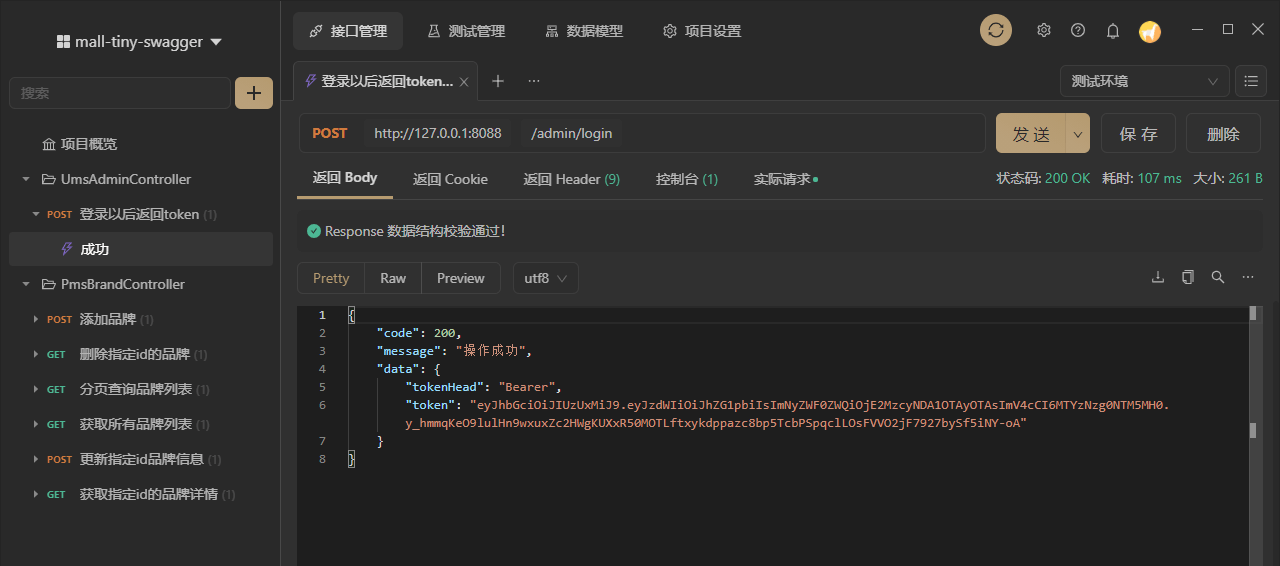 mall-tiny-swagger
搜索
项目概览
UmsAdminController
POST 登录以后返回token (1)
成功
PmsBrandController
POST 添加品牌 (1)
GET 删除指定id的品牌 (1)
GET 分页查询品牌列表 (1)
GET 获取所有品牌列表 (1)
POST 更新指定id品牌信息 (1)
GET 获取指定id的品牌详情 (1)
接口管理 测试管理 数据模型 项目设置
登录以后返回token... 测试环境
POST http://127.0.0.1:8088 /admin/login 发 送 保 存 删除
返回 Body 返回 Cookie 返回 Header (9) 控制台 (1) 实际请求 状态码: 200 OK 耗时: 107 ms 大小: 261 B
Response 数据结构校验通过!
Pretty Raw Preview utf8
1 {
2 "code": 200,
3 "message": "操作成功",
4 "data": {
5 "tokenHead": "Bearer",
6 "token": "eyJhbGciOiJIUzUxMiJ9.eyJzdWIiOiJhZG1pbiIsImNyZWF0ZWQiOjE2MzcyNDA1OTAyOTAsImV4cCI6MTYzNzg0NTM5MH0.
y_hmmqKeO9lulHn9wxuxZc2HWgKUXxR50MOTLftxykdppazc8bp5TcbPSpqclLOsFVVO2jF7927bySf5iNY-oA"
7 }
8 }